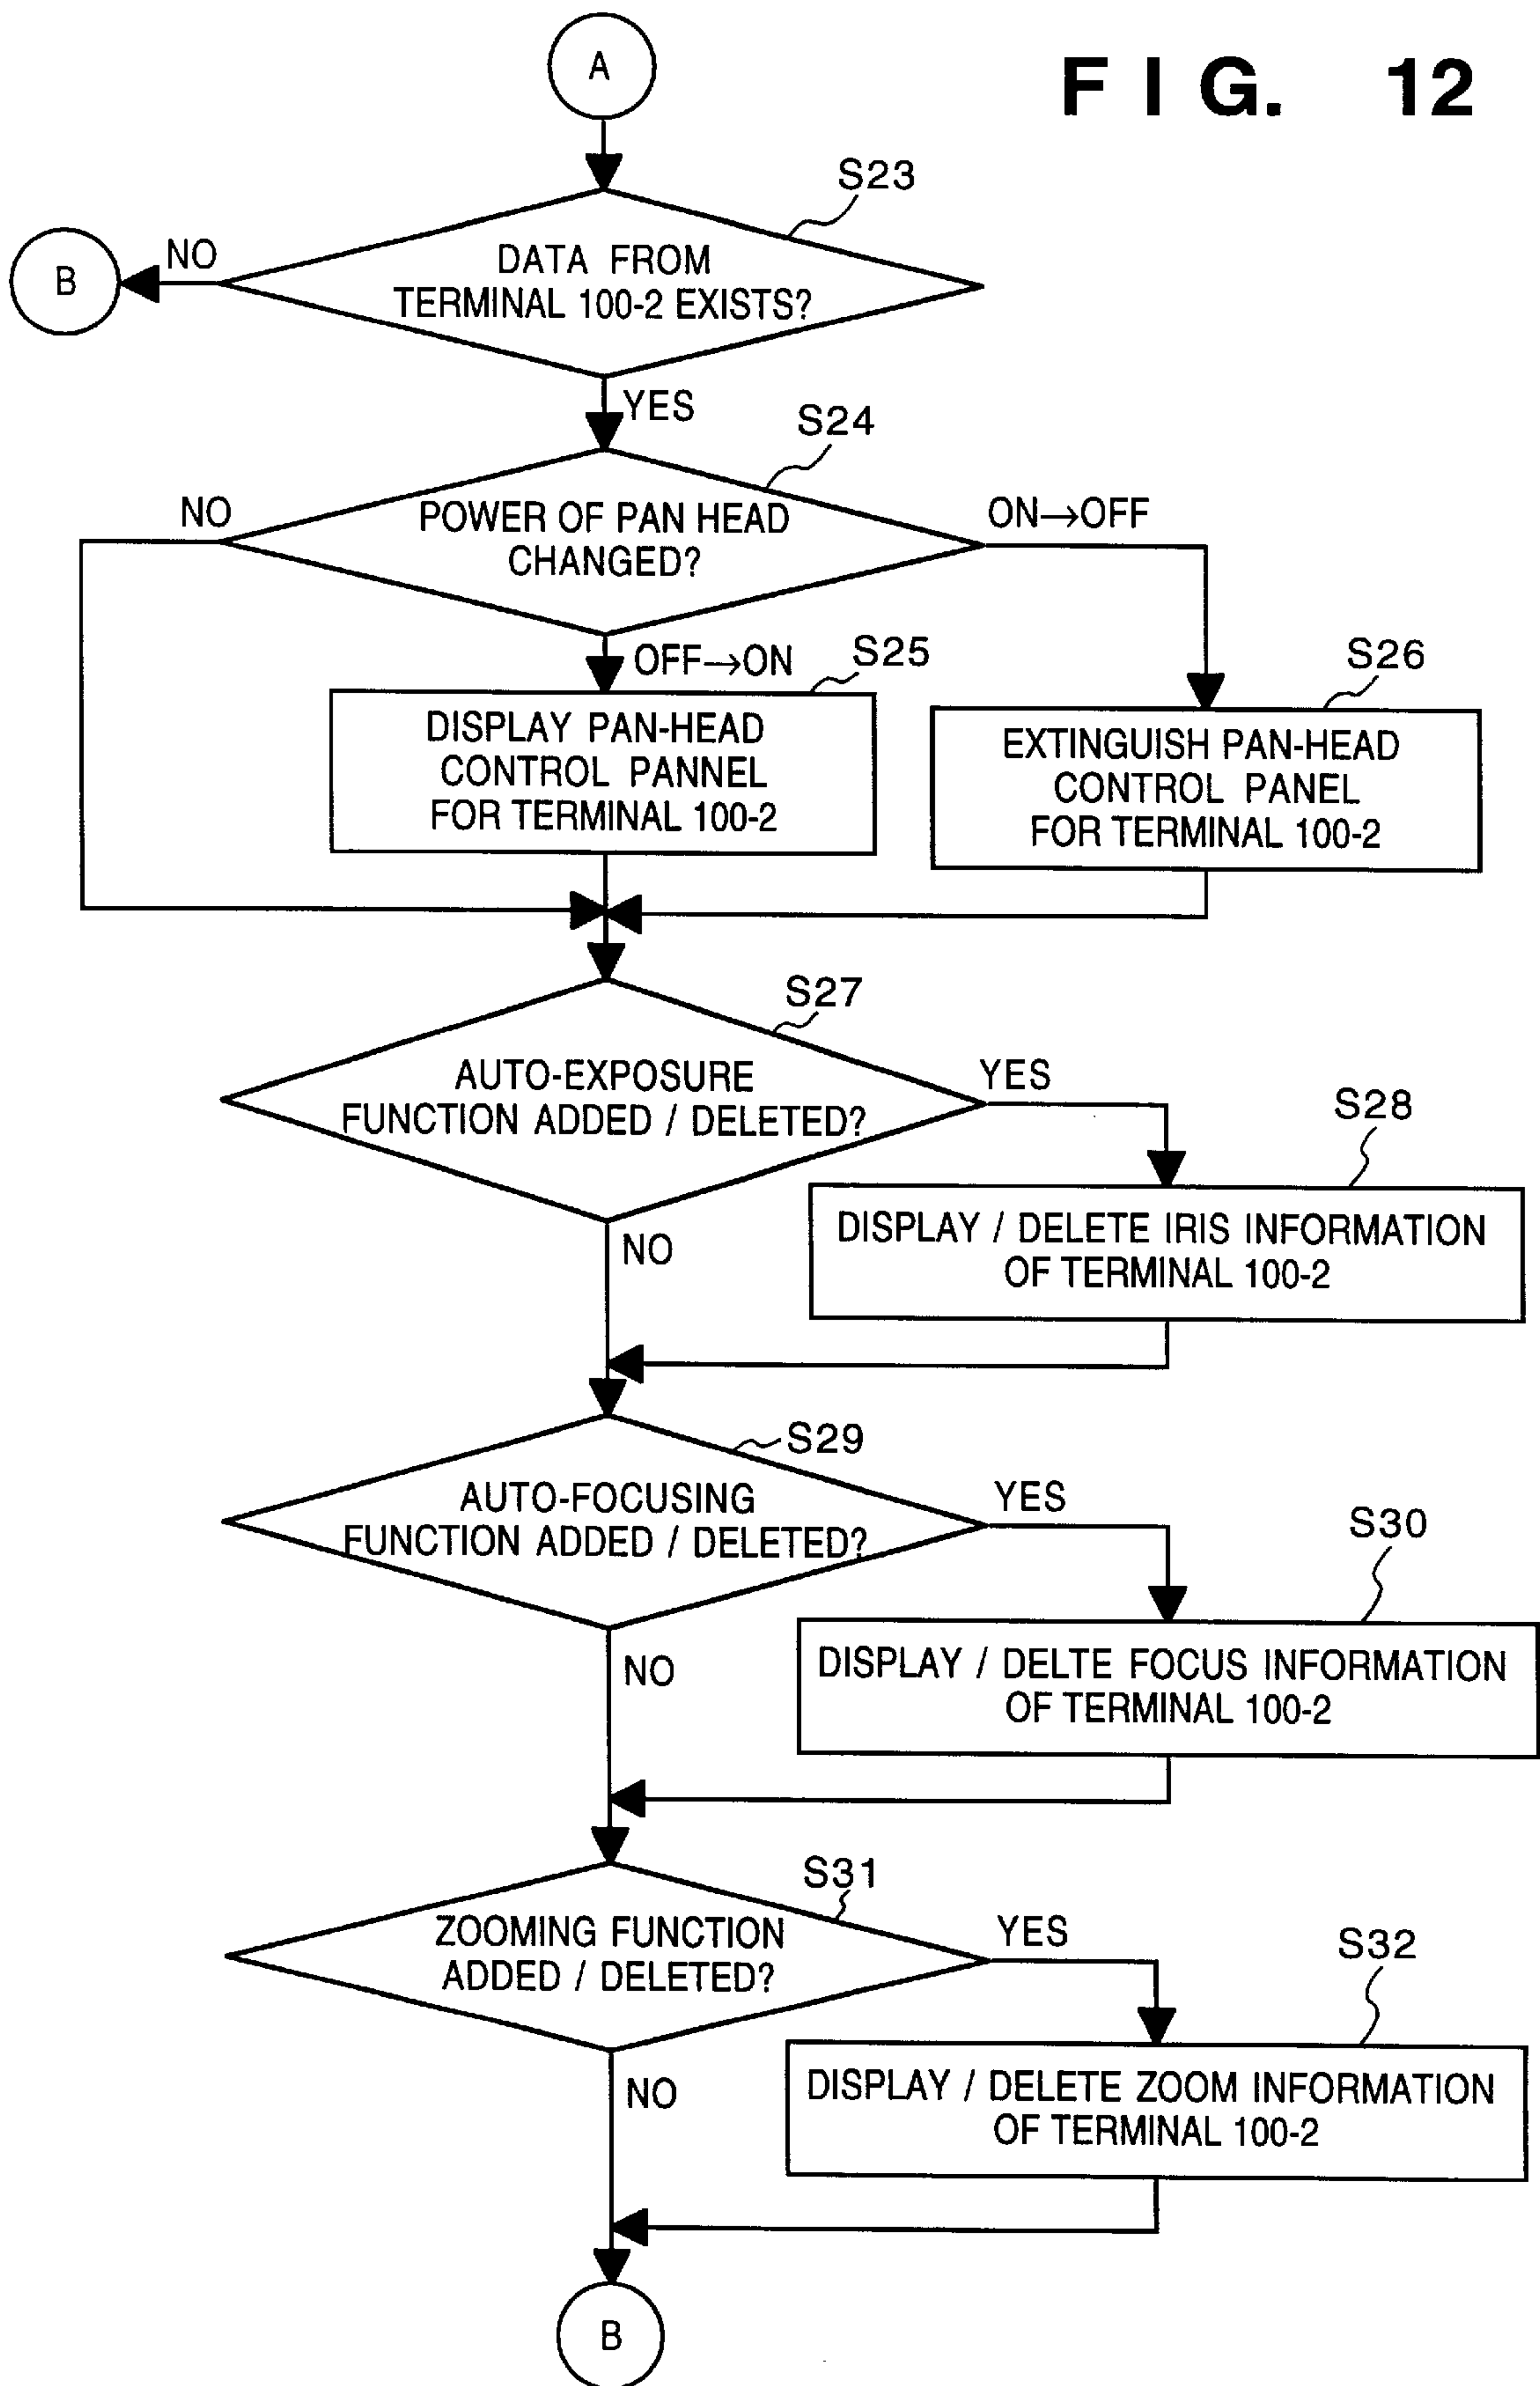 A
F I G. 12
S23
B
NO
DATA FROM
TERMINAL 100-2 EXISTS?
YES
S24
NO
POWER OF PAN HEAD
CHANGED?
ON→OFF
OFF→ON
S25
S26
DISPLAY PAN-HEAD
CONTROL PANNEL
FOR TERMINAL 100-2
EXTINGUISH PAN-HEAD
CONTROL PANEL
FOR TERMINAL 100-2
S27
AUTO-EXPOSURE
FUNCTION ADDED / DELETED?
YES
S28
NO
DISPLAY / DELETE IRIS INFORMATION
OF TERMINAL 100-2
S29
AUTO-FOCUSING
FUNCTION ADDED / DELETED?
YES
S30
NO
DISPLAY / DELTE FOCUS INFORMATION
OF TERMINAL 100-2
S31
ZOOMING FUNCTION
ADDED / DELETED?
YES
S32
NO
DISPLAY / DELETE ZOOM INFORMATION
OF TERMINAL 100-2
B